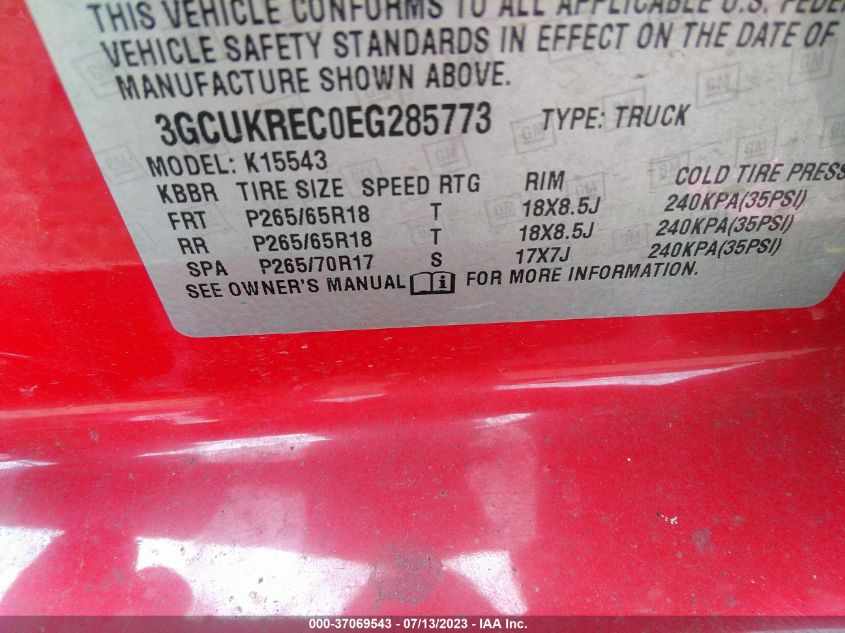 THIS VEHICLE CONFORMS TO ALL APPLICABLE U.S.
VEHICLE SAFETY STANDARDS IN EFFECT ON THE DATE OF
MANUFACTURE SHOWN ABOVE.
3GCUKREC0EG285773 TYPE: TRUCK
MODEL: K15543
KBBR TIRE SIZE SPEED RTG RIM COLD TIRE PRESS
FRT P265/65R18 T 18X8.5J 240KPA(35PSI)
RR P265/65R18 T 18X8.5J 240KPA(35PSI)
SPA P265/70R17 S 17X7J 240KPA(35PSI)
SEE OWNER'S MANUAL i FOR MORE INFORMATION.
000-37069543 - 07/13/2023 - IAA Inc.